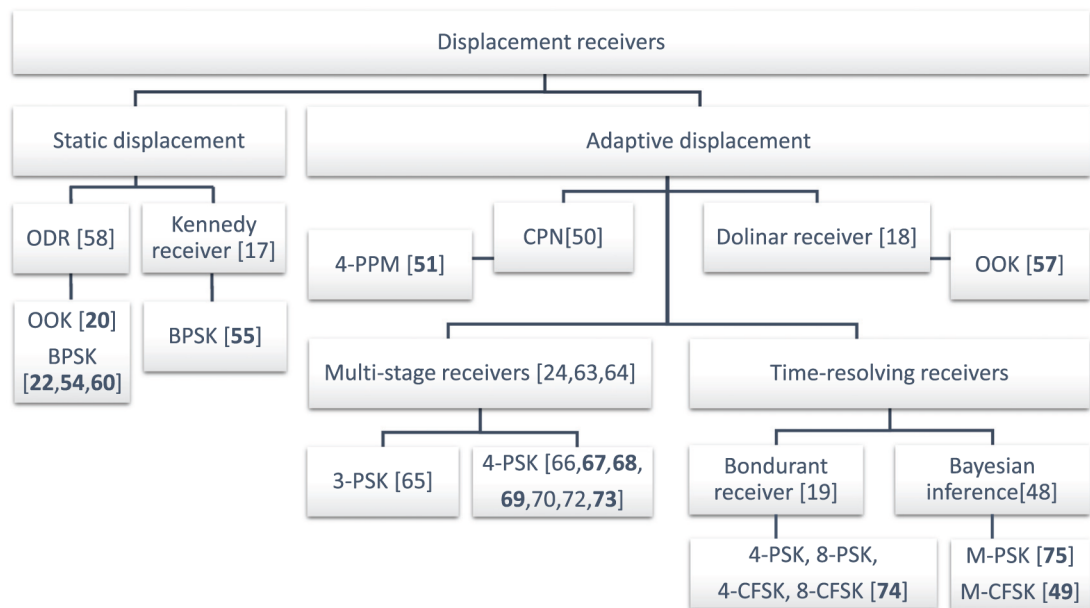 Displacement receivers
Static displacement
Adaptive displacement
ODR [58]
Kennedy
receiver [17]
CPN[50]
Dolinar receiver [18]
4-PPM [51]
OOK [57]
OOK [20]
BPSK
[22,54,60]
BPSK [55]
Multi-stage receivers [24,63,64]
Time-resolving receivers
3-PSK [65]
4-PSK [66,67,68,
69,70,72,73]
Bondurant
receiver [19]
Bayesian
inference[48]
4-PSK, 8-PSK,
4-CFSK, 8-CFSK [74]
M-PSK [75]
M-CFSK [49]